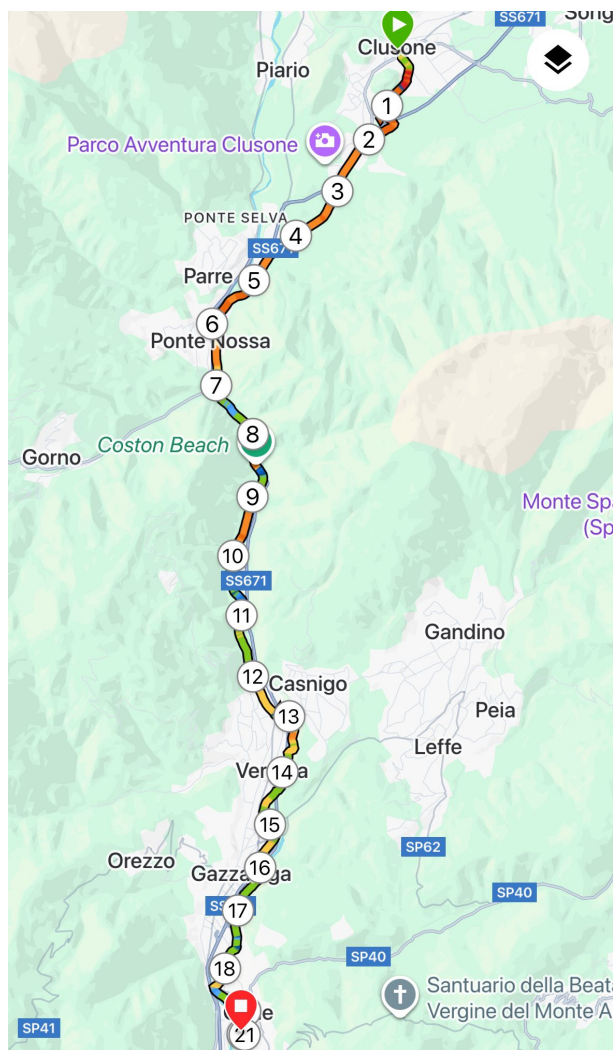 SS671
Clusone
Piario
1
Parco Avventura Clusone
2
3
PONTE SELVA
4
SS671
Parre
5
6
Ponte Nossa
7
8
Coston Beach
Gorno
9
Monte Spa
(Sp
10
SS671
11
Gandino
12
Casnigo
Peia
13
Leffe
14
15
SP62
Orezzo
16
SP40
17
SP40
18
Santuario della Beata
Vergine del Monte A
SP41
21